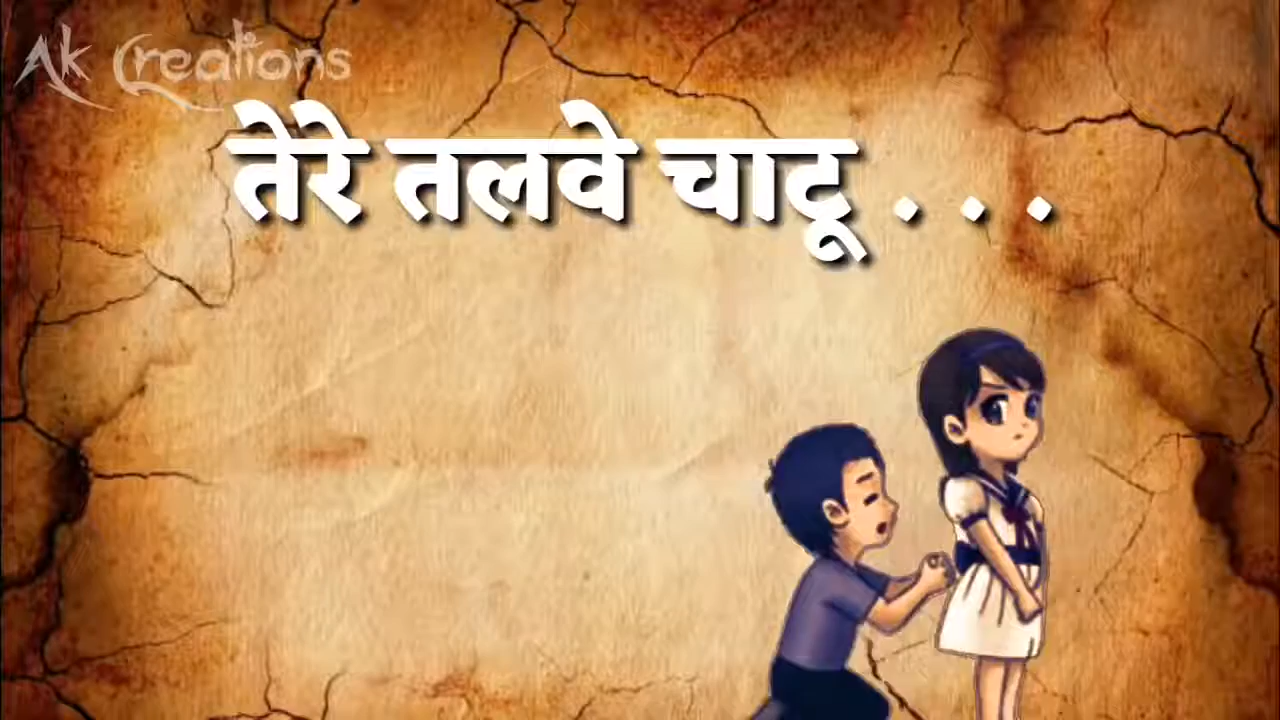 Ak Creations
तेरे तलवे चाटू . . .